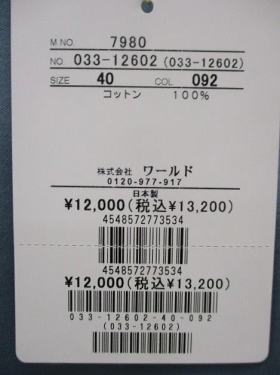 M NO. 7980
NO. 033-12602 (033-12602)
SIZE 40 COL 092
コットン 100%
株式会社 ワールド
0120-977-917
日本製
¥12,000(税込¥13,200)
4548572773534
4548572773534
¥12,000(税込¥13,200)
033-12602-40-092
(033-12602)